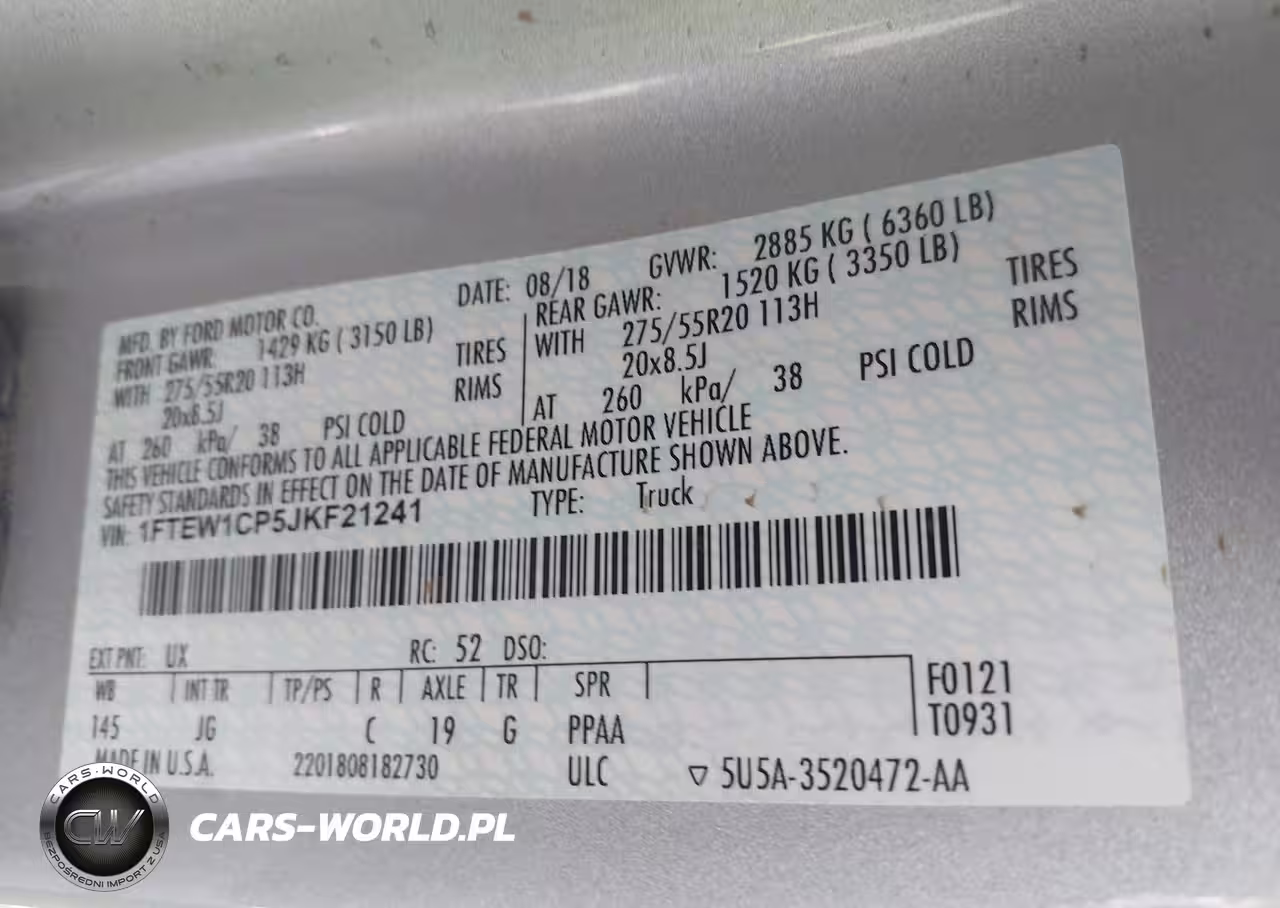 MFD. BY FORD MOTOR CO. DATE: 08/18 GVWR: 2885 KG ( 6360 LB)
FRONT GAWR: 1429 KG ( 3150 LB) REAR GAWR: 1520 KG ( 3350 LB)
WITH 275/55R20 113H TIRES WITH 275/55R20 113H TIRES
20x8.5J RIMS 20x8.5J RIMS
AT 260 kPa/ 38 PSI COLD AT 260 kPa/ 38 PSI COLD
THIS VEHICLE CONFORMS TO ALL APPLICABLE FEDERAL MOTOR VEHICLE
SAFETY STANDARDS IN EFFECT ON THE DATE OF MANUFACTURE SHOWN ABOVE.
VIN: 1FTEW1CP5JKF21241 TYPE: Truck
EXT PNT: UX RC: 52 DSO:
WB INT TR TP/PS R AXLE TR SPR F0121
145 JG C 19 G PPAA T0931
MADE IN U.S.A. 2201808182730 ULC ▽ 5U5A-3520472-AA
CARS-WORLD
CW
BEZPOŚREDNI IMPORT Z USA
CARS-WORLD.PL